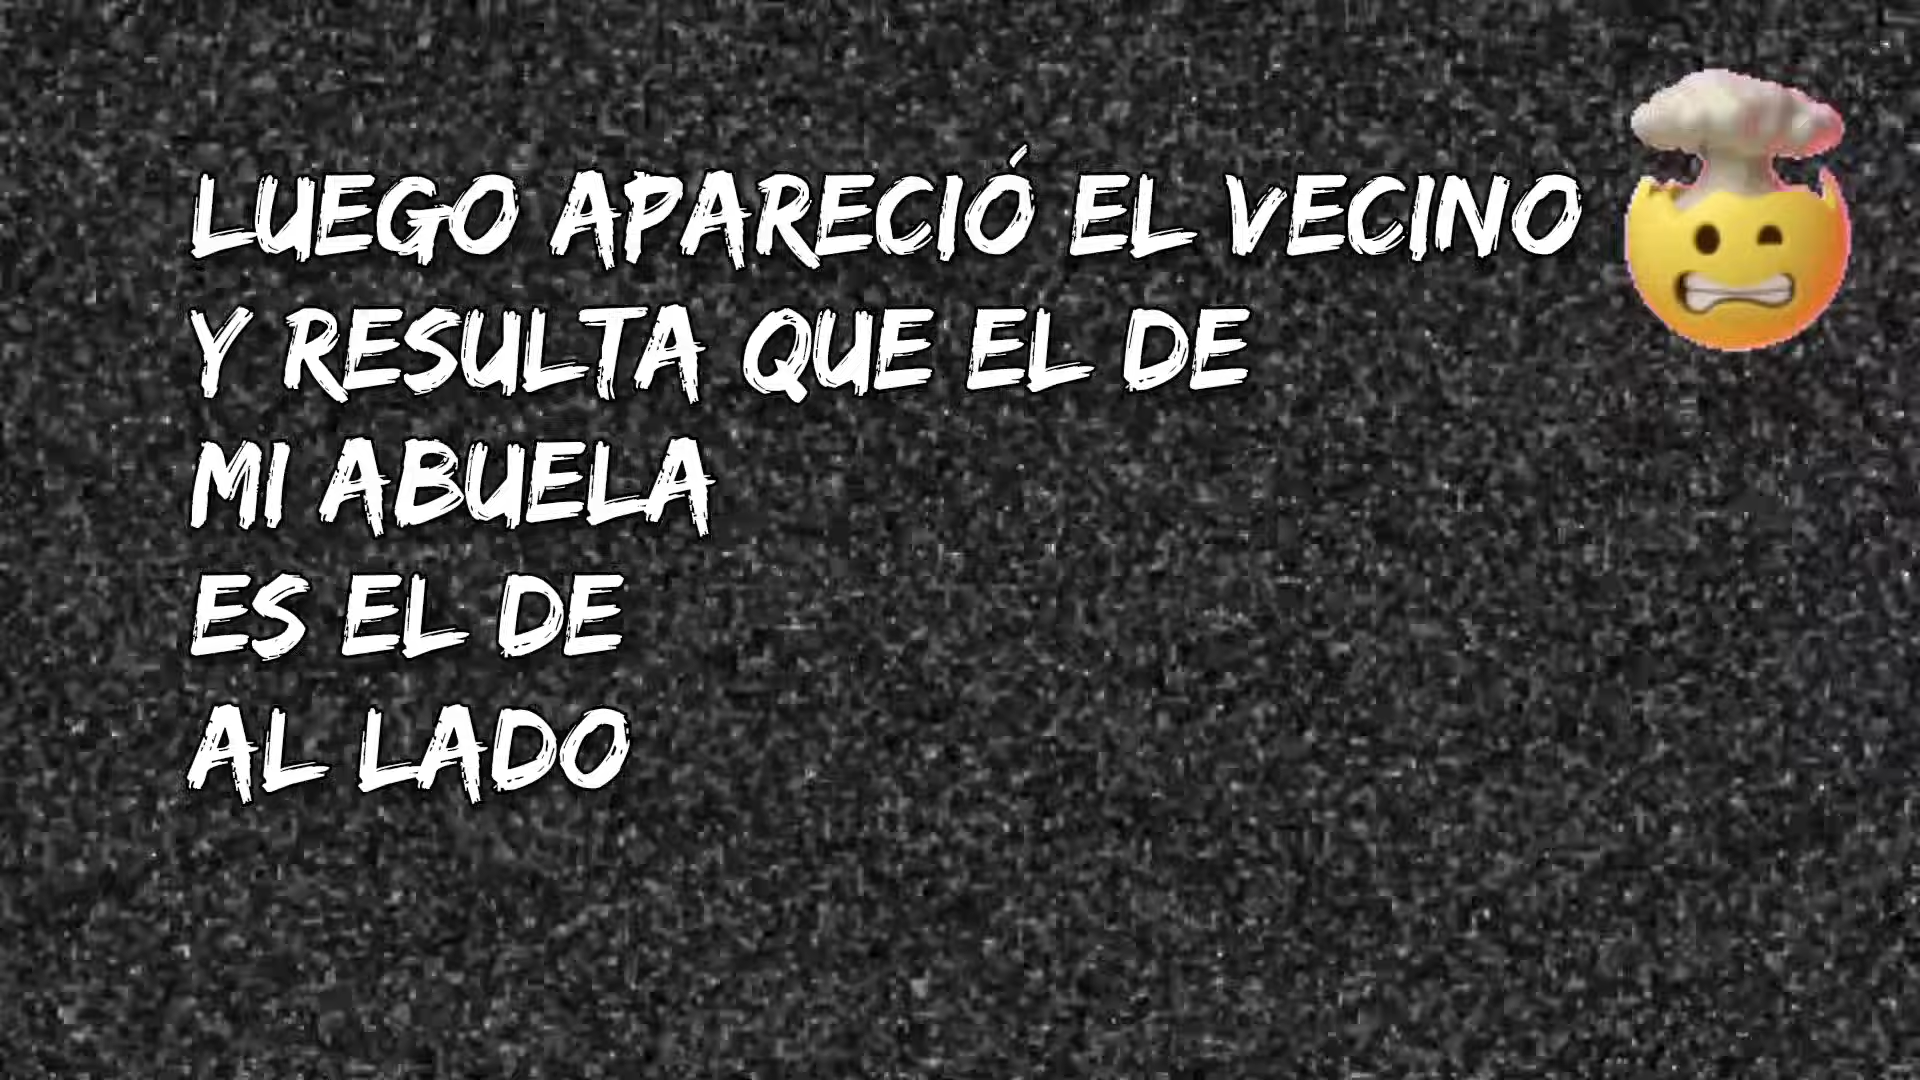 LUEGO APARECIÓ EL VECINO
Y RESULTA QUE EL DE
MI ABUELA
ES EL DE
AL LADO